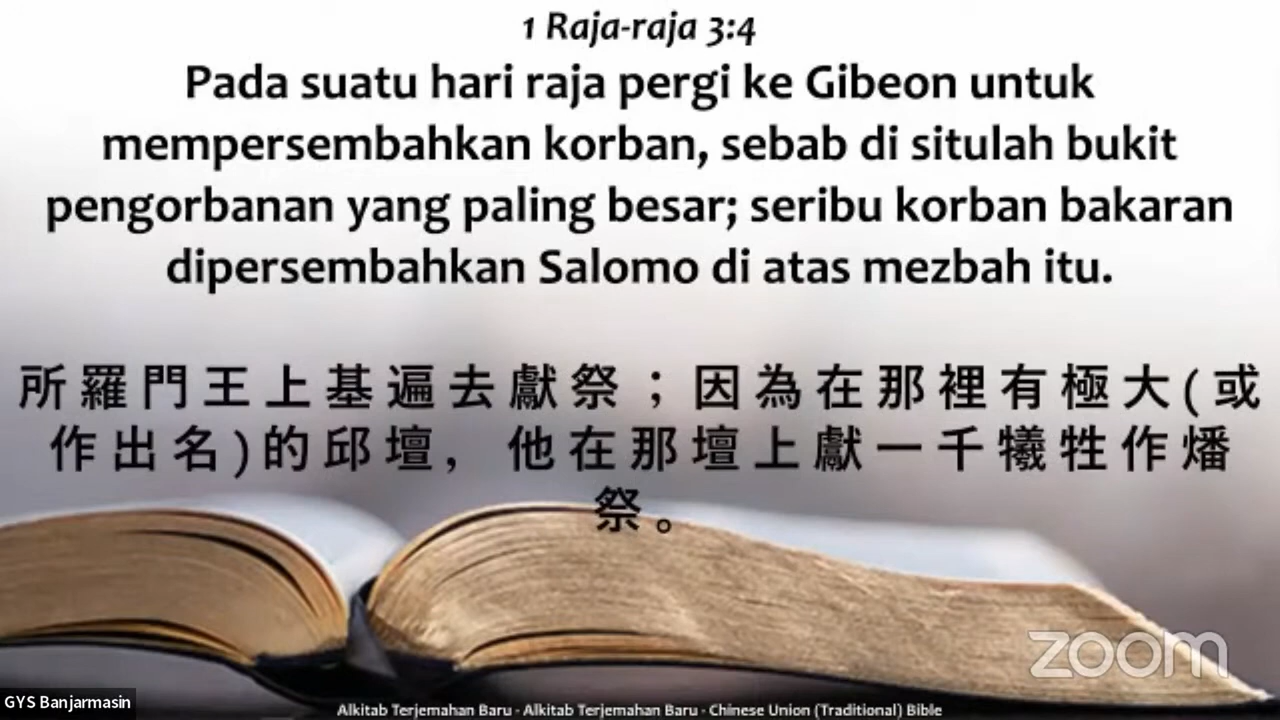 1 Raja-raja 3:4
Pada suatu hari raja pergi ke Gibeon untuk
mempersembahkan korban, sebab di situlah bukit
pengorbanan yang paling besar; seribu korban bakaran
dipersembahkan Salomo di atas mezbah itu.
所羅門王上基遍去獻祭；因為在那裡有極大(或
作出名)的邱壇，他在那壇上獻一千犧牲作燔
祭。
zoom
GYS Banjarmasin
Alkitab Terjemahan Baru - Alkitab Terjemahan Baru - Chinese Union (Traditional) Bible